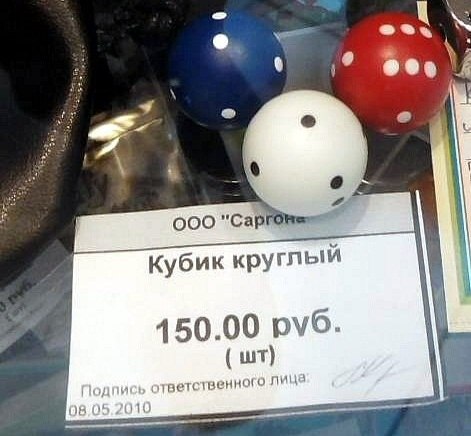 ООО "Саргона"
Кубик круглый
150.00 руб.
( шт)
Подпись ответственного лица:
08.05.2010